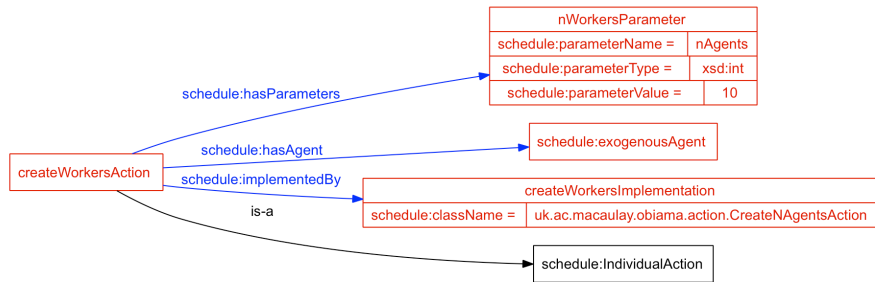 nWorkersParameter
schedule:parameterName = nAgents
schedule:parameterType = xsd:int
schedule:parameterValue = 10
schedule:hasParameters
schedule:hasAgent
schedule:exogenousAgent
createWorkersAction
schedule:implementedBy
createWorkersImplementation
schedule:className = uk.ac.macaulay.obiama.action.CreateNAgentsAction
is-a
schedule:IndividualAction